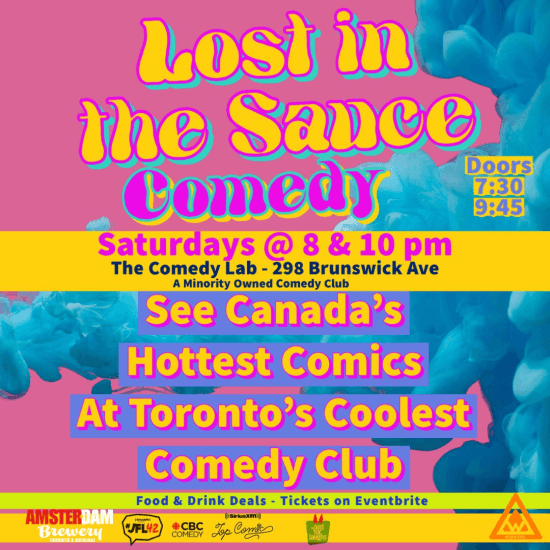 Lost in
the Sauce
Comedy
Doors
7:30
9:45
Saturdays @ 8 & 10 pm
The Comedy Lab - 298 Brunswick Ave
A Minority Owned Comedy Club
See Canada's
Hottest Comics
At Toronto's Coolest
Comedy Club
Food & Drink Deals - Tickets on Eventbrite
AMSTERDAM
Brewery
#JFL42
CBC
COMEDY
SiriusXM
Top Comic